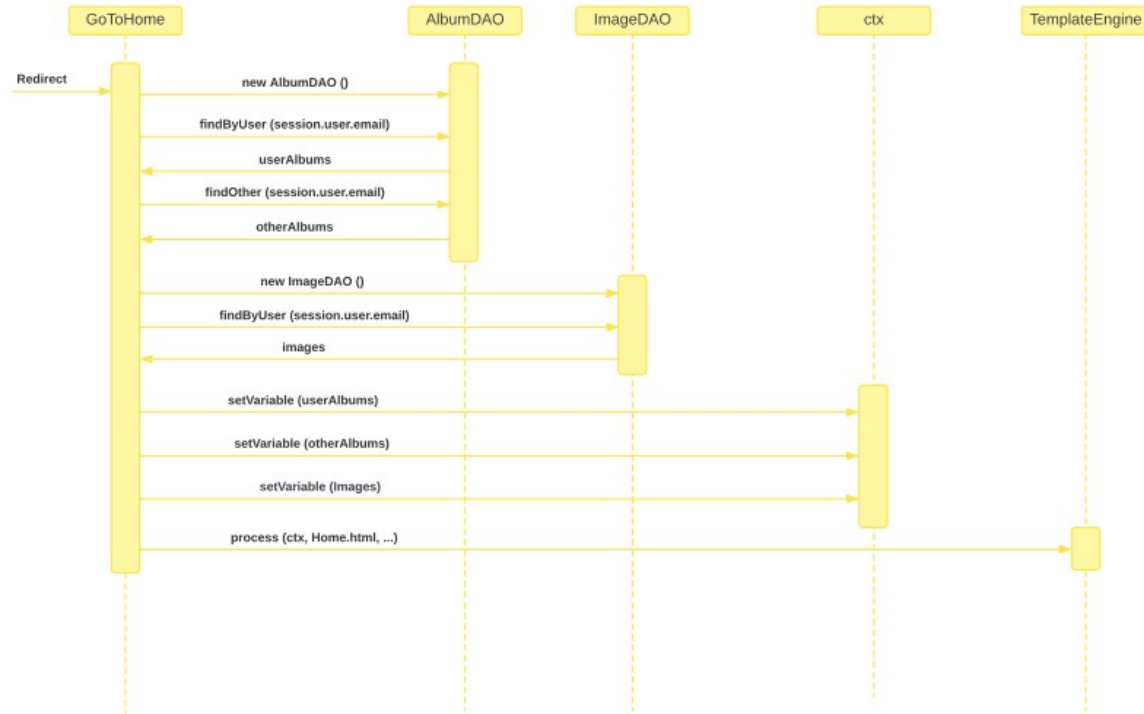 GoToHome
AlbumDAO
ImageDAO
ctx
TemplateEngine
Redirect
new AlbumDAO ()
findByUser (session.user.email)
userAlbums
findOther (session.user.email)
otherAlbums
new ImageDAO ()
findByUser (session.user.email)
images
setVariable (userAlbums)
setVariable (otherAlbums)
setVariable (Images)
process (ctx, Home.html, ...)